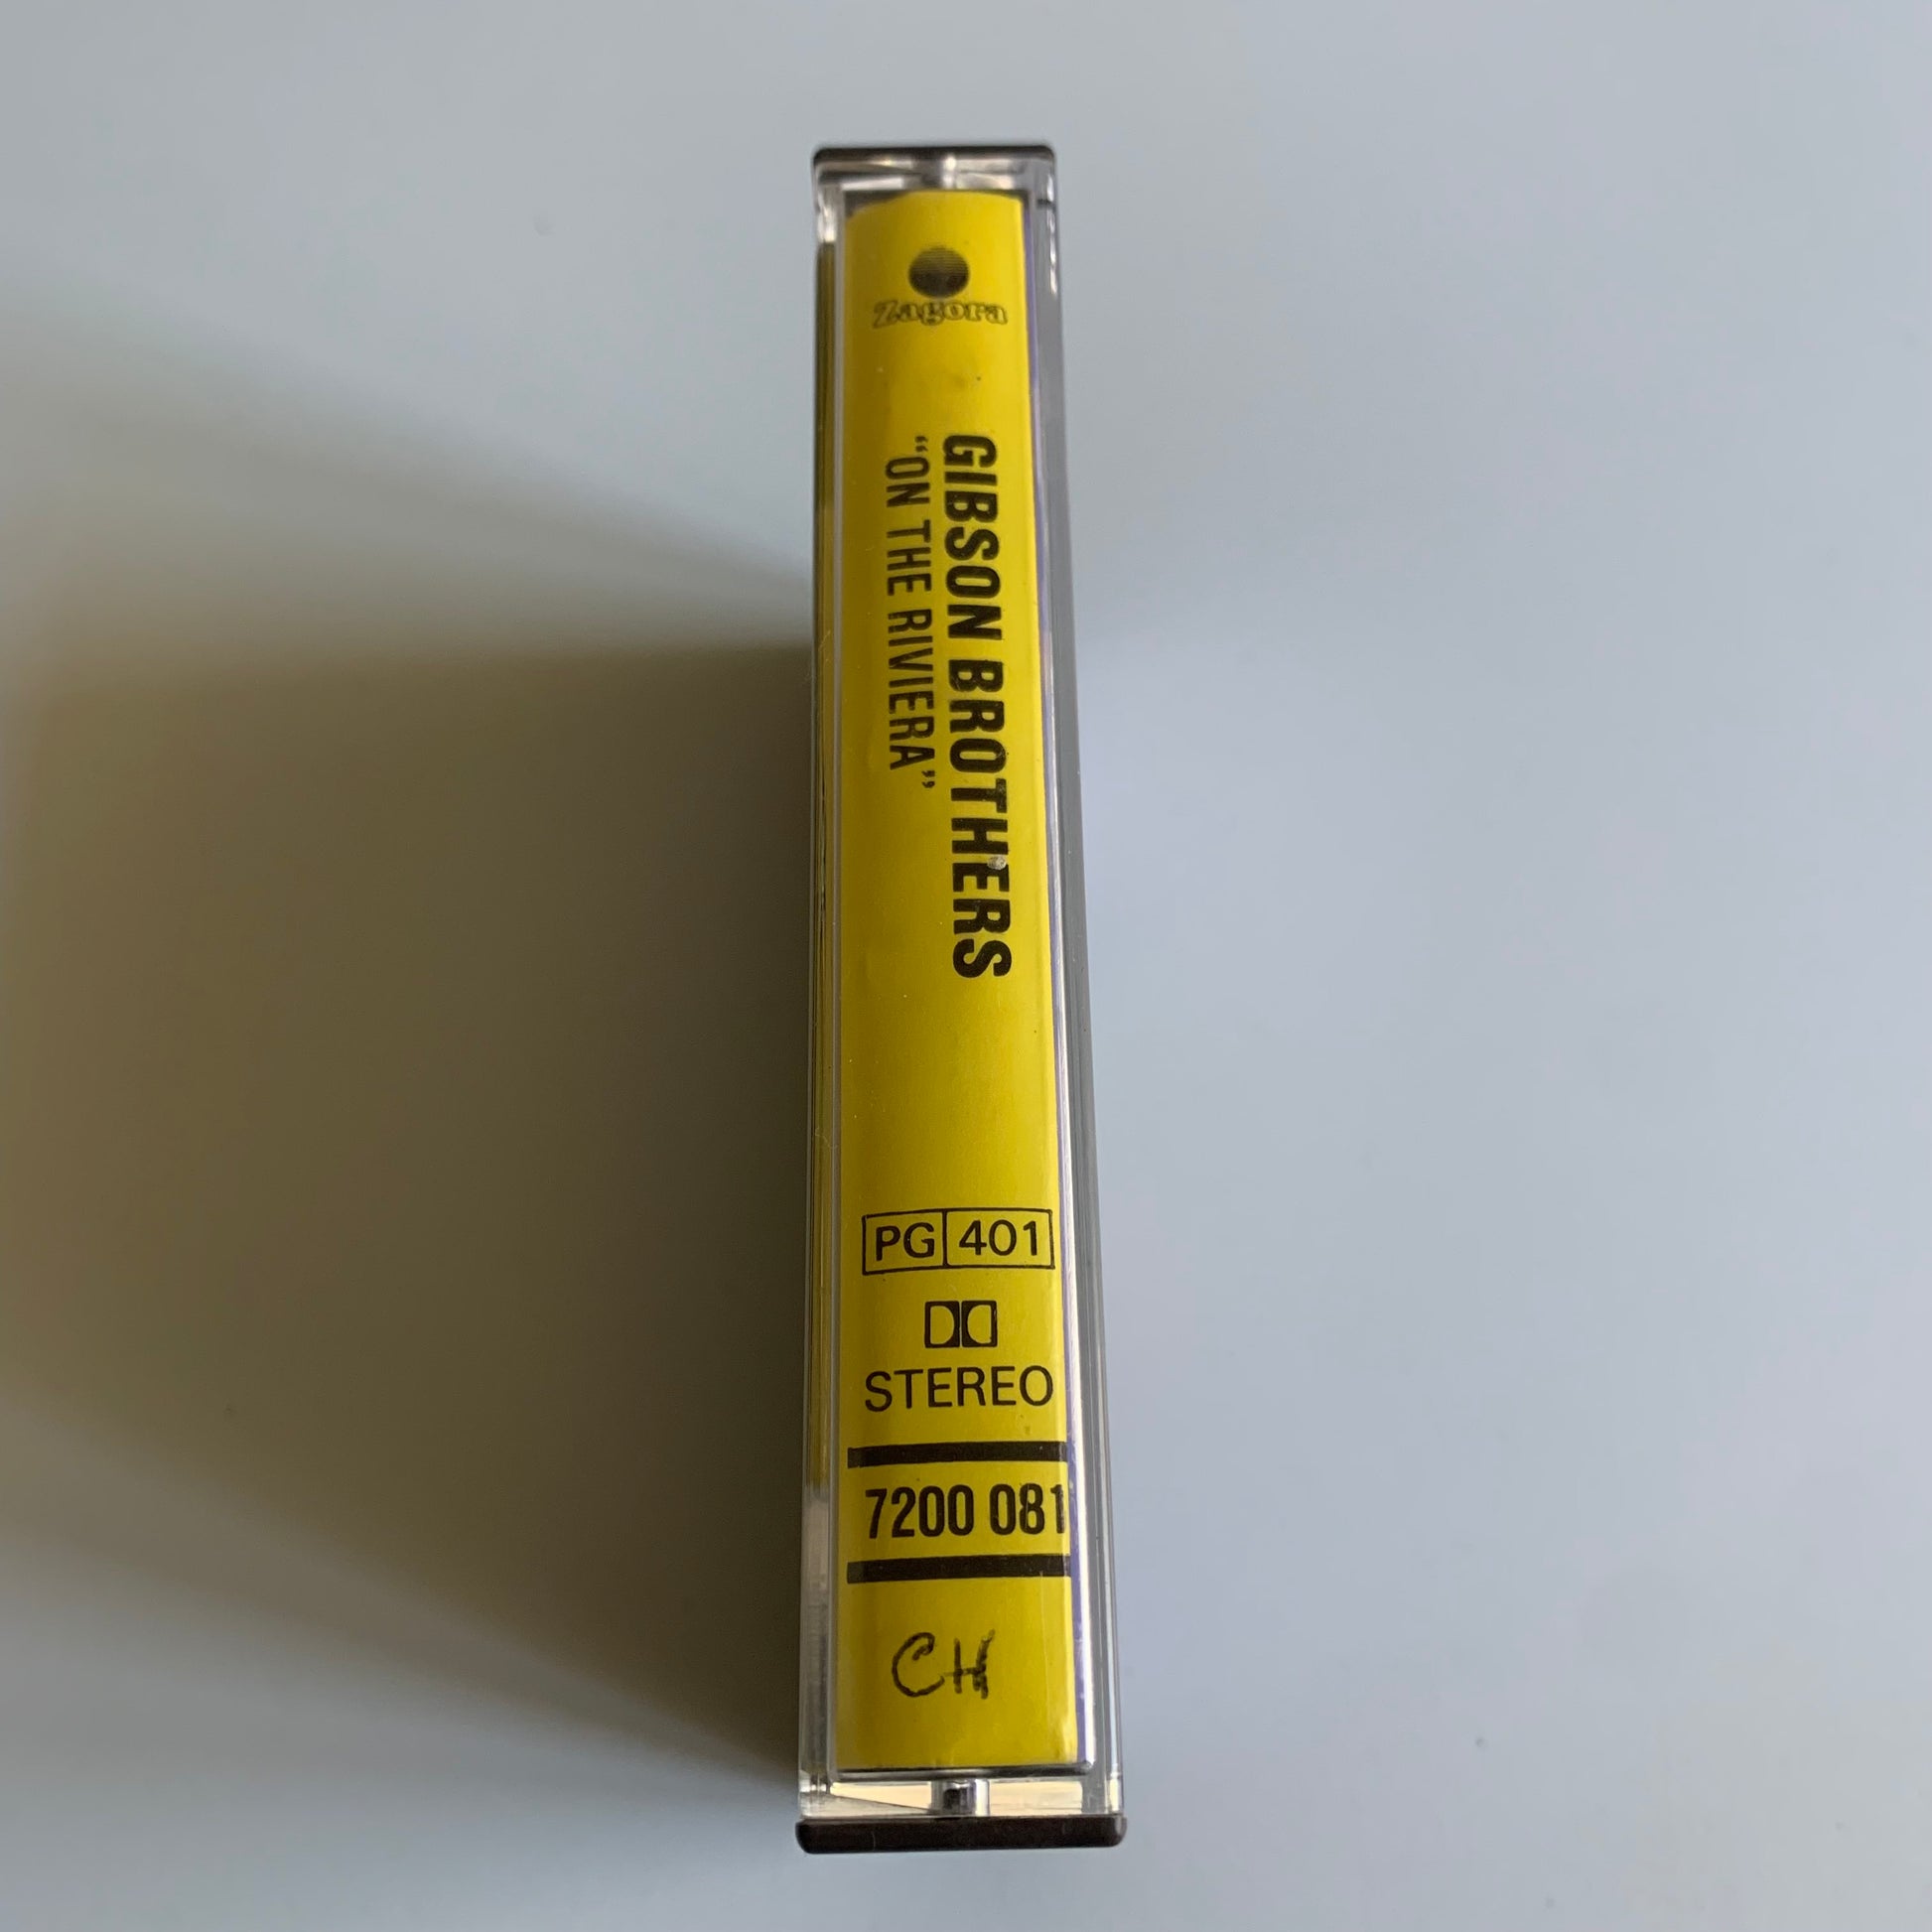 Zagora
GIBSON BROTHERS
"ON THE RIVIERA"
PG 401
STEREO
7200 081
CH